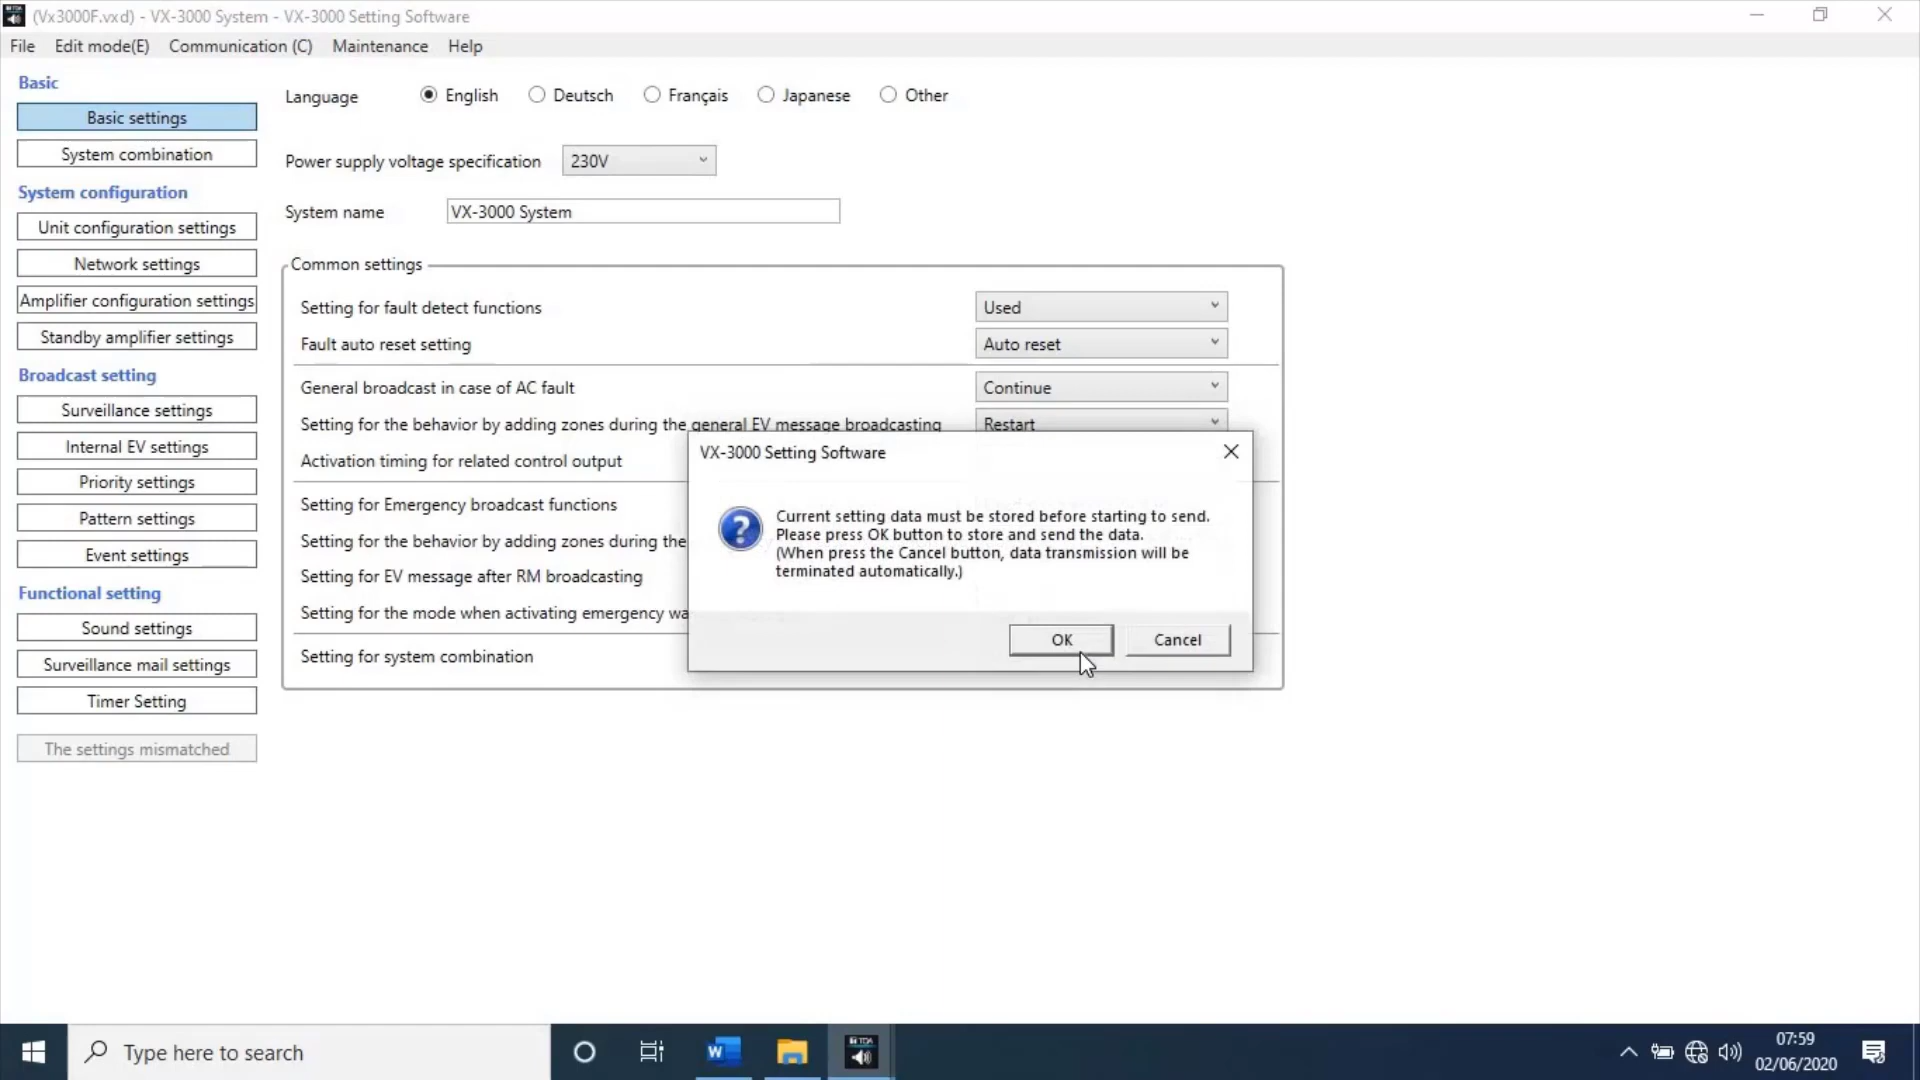 (Vx3000F.vxd) - VX-3000 System - VX-3000 Setting Software
File Edit mode(E) Communication (C) Maintenance Help
Basic
Basic settings
System combination
System configuration
Unit configuration settings
Network settings
Amplifier configuration settings
Standby amplifier settings
Broadcast setting
Surveillance settings
Internal EV settings
Priority settings
Pattern settings
Event settings
Functional setting
Sound settings
Surveillance mail settings
Timer Setting
The settings mismatched
Language English Deutsch Français Japanese Other
Power supply voltage specification 230V
System name VX-3000 System
Common settings
Setting for fault detect functions Used
Fault auto reset setting Auto reset
General broadcast in case of AC fault Continue
Setting for the behavior by adding zones during the general EV message broadcasting Restart
Activation timing for related control output
Setting for Emergency broadcast functions
Setting for the behavior by adding zones during the
Setting for EV message after RM broadcasting
Setting for the mode when activating emergency wa
Setting for system combination
VX-3000 Setting Software
Current setting data must be stored before starting to send.
Please press OK button to store and send the data.
(When press the Cancel button, data transmission will be
terminated automatically.)
OK Cancel
Type here to search
TOA
07:59
02/06/2020